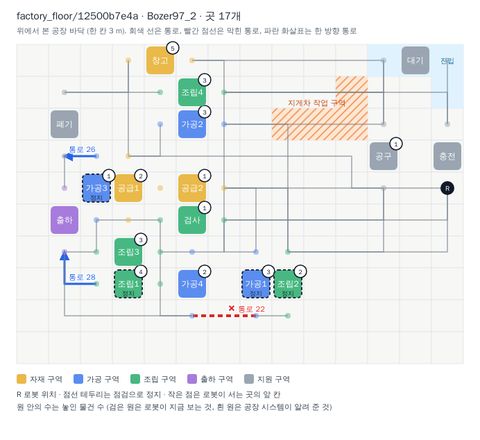 factory_floor/12500b7e4a · Bozer97_2 · 곳 17개
위에서 본 공장 바닥 (한 칸 3 m). 회색 선은 통로, 빨간 점선은 막힌 통로, 파란 화살표는 한 방향 통로
창고 5
대기
진입
조립4 3
지게차 작업 구역
폐기
가공2 3
통로 26
공구 1
충전
가공3 1
정지
공급1 2
공급2 1
R
출하
검사 1
조립3 3
통로 28
조립1 4
정지
가공4 2
가공1 3
정지
조립2 2
정지
✕ 통로 22
자재 구역
가공 구역
조립 구역
출하 구역
지원 구역
R 로봇 위치 · 점선 테두리는 점검으로 정지 · 작은 점은 로봇이 서는 곳의 앞 칸
원 안의 수는 놓인 물건 수 (검은 원은 로봇이 지금 보는 것, 흰 원은 공장 시스템이 알려 준 것)